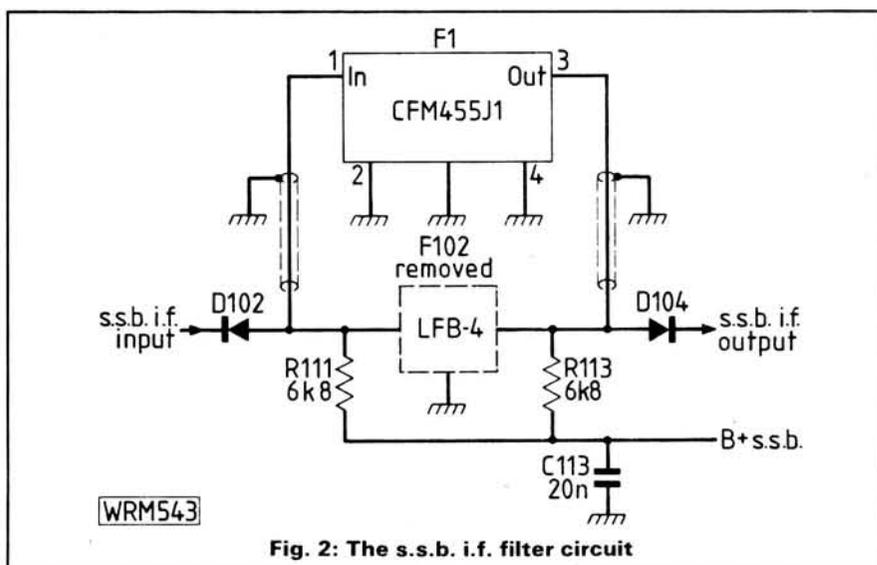 F1
1 In Out 3
CFM455J1
2 4
F102
removed
D102 D104
s.s.b. i.f.
input
LFB-4
s.s.b. i.f.
output
R111
6k8
R113
6k8
B+ s.s.b.
C113
20n
WRM543
Fig. 2: The s.s.b. i.f. filter circuit